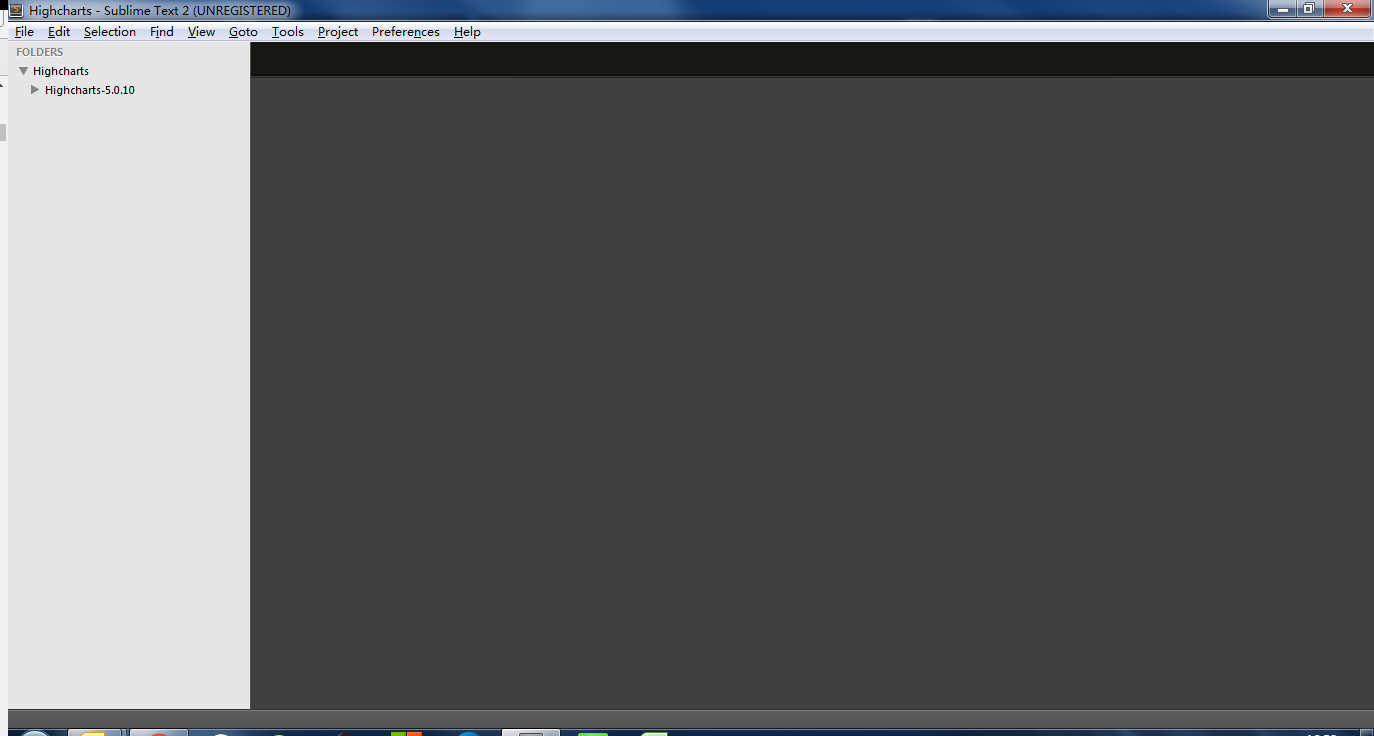 Highcharts - Sublime Text 2 (UNREGISTERED)
File Edit Selection Find View Goto Tools Project Preferences Help
FOLDERS
Highcharts
Highcharts-5.0.10